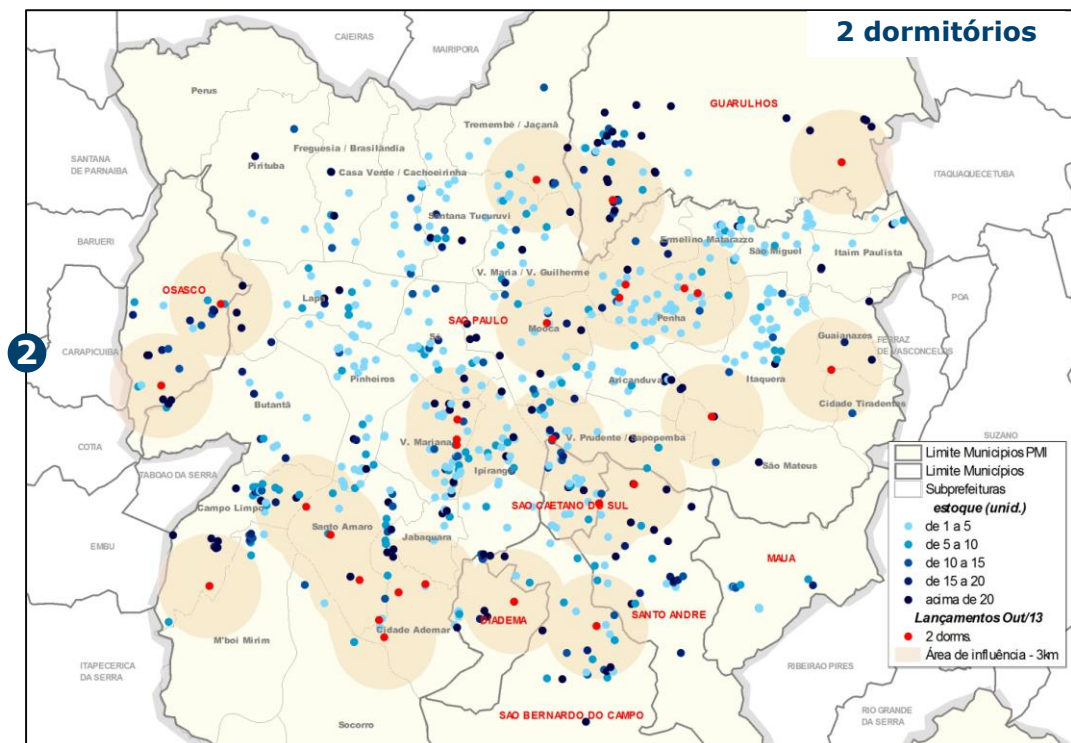 2 dormitórios
CAIEIRAS
MAIRIPORA
Perus
GUARULHOS
Tremembé / Jaçanã
Freguesia / Brasilândia
SANTANA
DE PARNAIBA
Pirituba
Casa Verde / Cachoeirinha
ITAQUAQUECETUBA
Santana Tucuruvi
BARUERI
Ermelino Matarazzo
São Miguel
Itaim Paulista
V. Maria / V. Guilherme
OSASCO
Lapa
POA
SAO PAULO
Mooca
Penha
Sé
Guaianazes
FERRAZ
DE VASCONCELOS
2
CARAPICUIBA
Pinheiros
Aricanduva
Itaquera
Butantã
Cidade Tiradentes
COTIA
V. Mariana
V. Prudente / Sapopemba
SUZANO
TABOAO DA SERRA
Ipiranga
São Mateus
Campo Limpo
SAO CAETANO DO SUL
Santo Amaro
Jabaquara
EMBU
MAUA
DIADEMA
SANTO ANDRE
Cidade Ademar
M'boi Mirim
ITAPECERICA
DA SERRA
RIBEIRAO PIRES
SAO BERNARDO DO CAMPO
Socorro
RIO GRANDE
DA SERRA
Limite Municipios PMI
Limite Municípios
Subprefeituras
estoque (unid.)
de 1 a 5
de 5 a 10
de 10 a 15
de 15 a 20
acima de 20
Lançamentos Out/13
2 dorms.
Área de influência - 3km